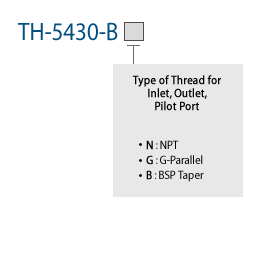 TH-5430-B
Type of Thread for
Inlet, Outlet,
Pilot Port
• N : NPT
• G : G-Parallel
• B : BSP Taper